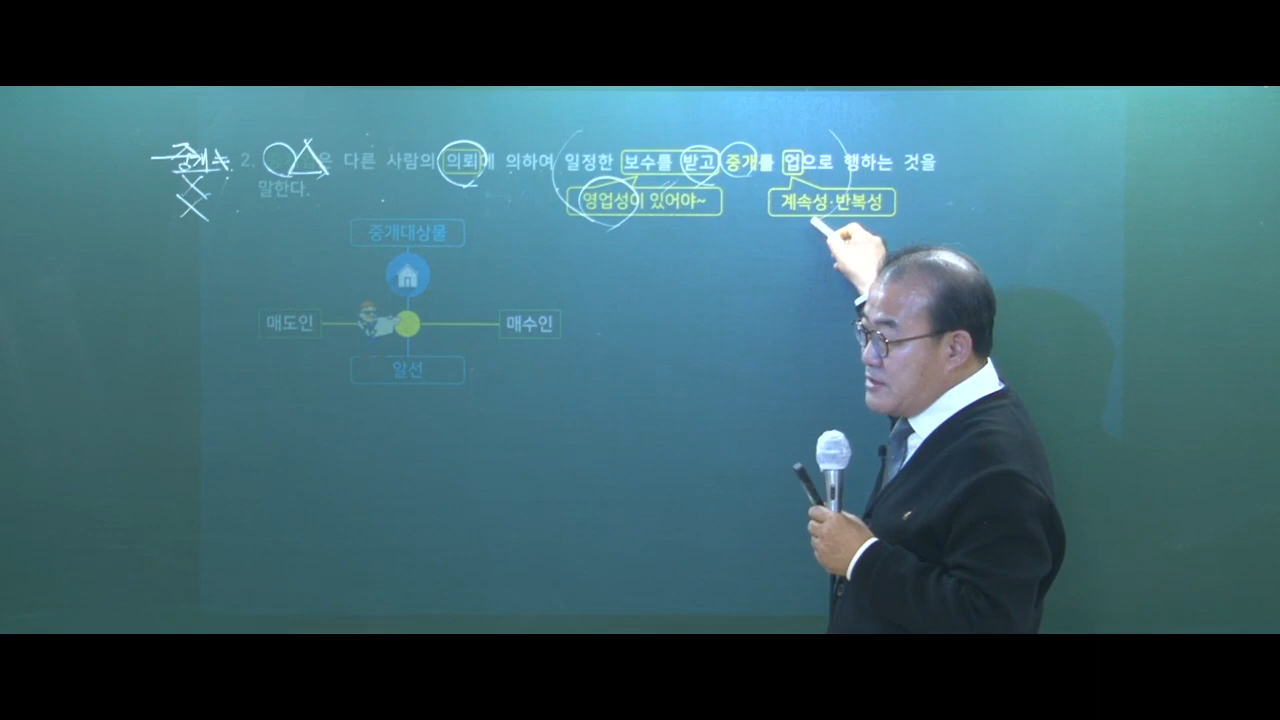 중개는 2. 은 다른 사람의 의뢰에 의하여 일정한 보수를 받고 중개를 업으로 행하는 것을
말한다.
영업성이 있어야~ 계속성·반복성
중개대상물
매도인 매수인
알선